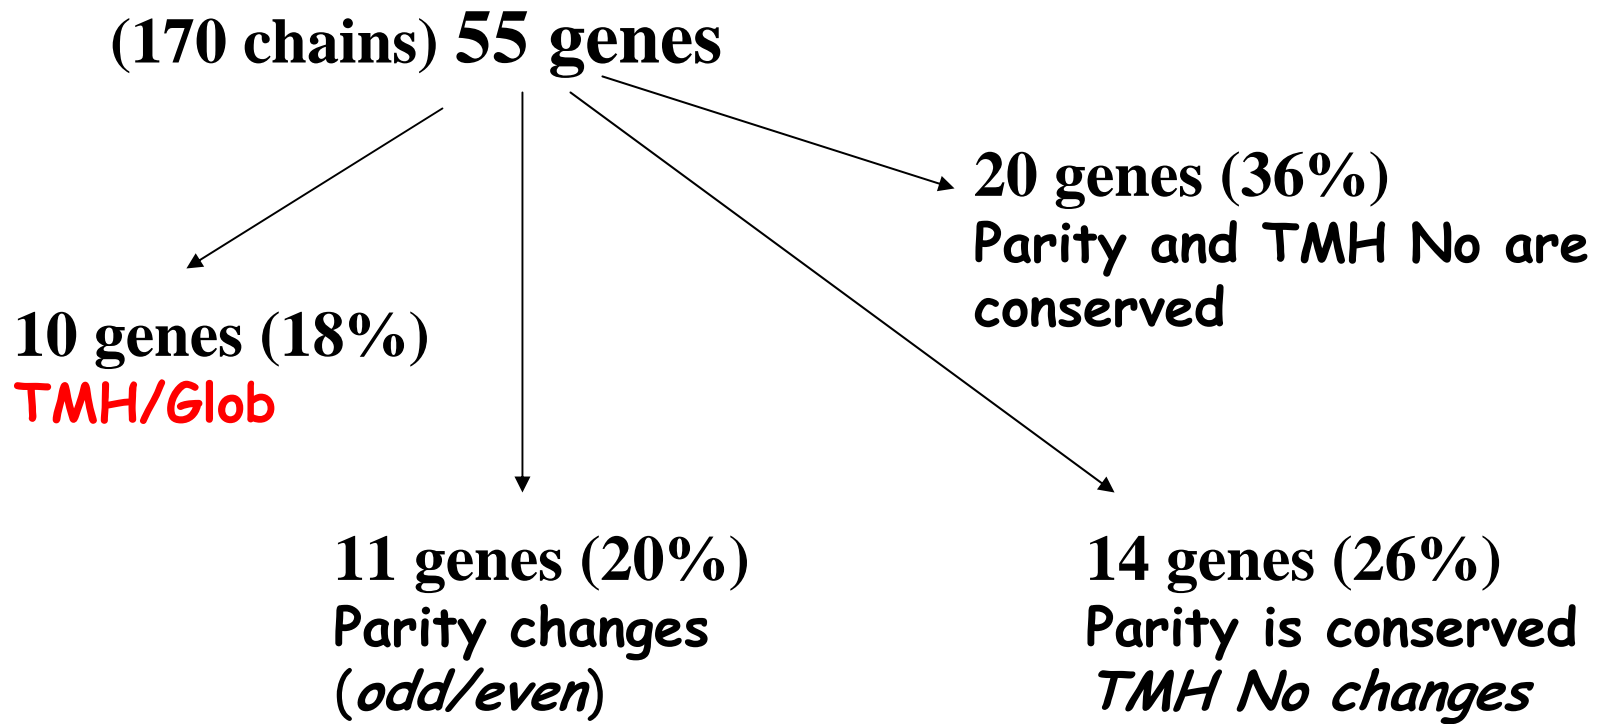 (170 chains) 55 genes
20 genes (36%)
Parity and TMH No are
conserved
10 genes (18%)
TMH/Glob
11 genes (20%)
Parity changes
(odd/even)
14 genes (26%)
Parity is conserved
TMH No changes